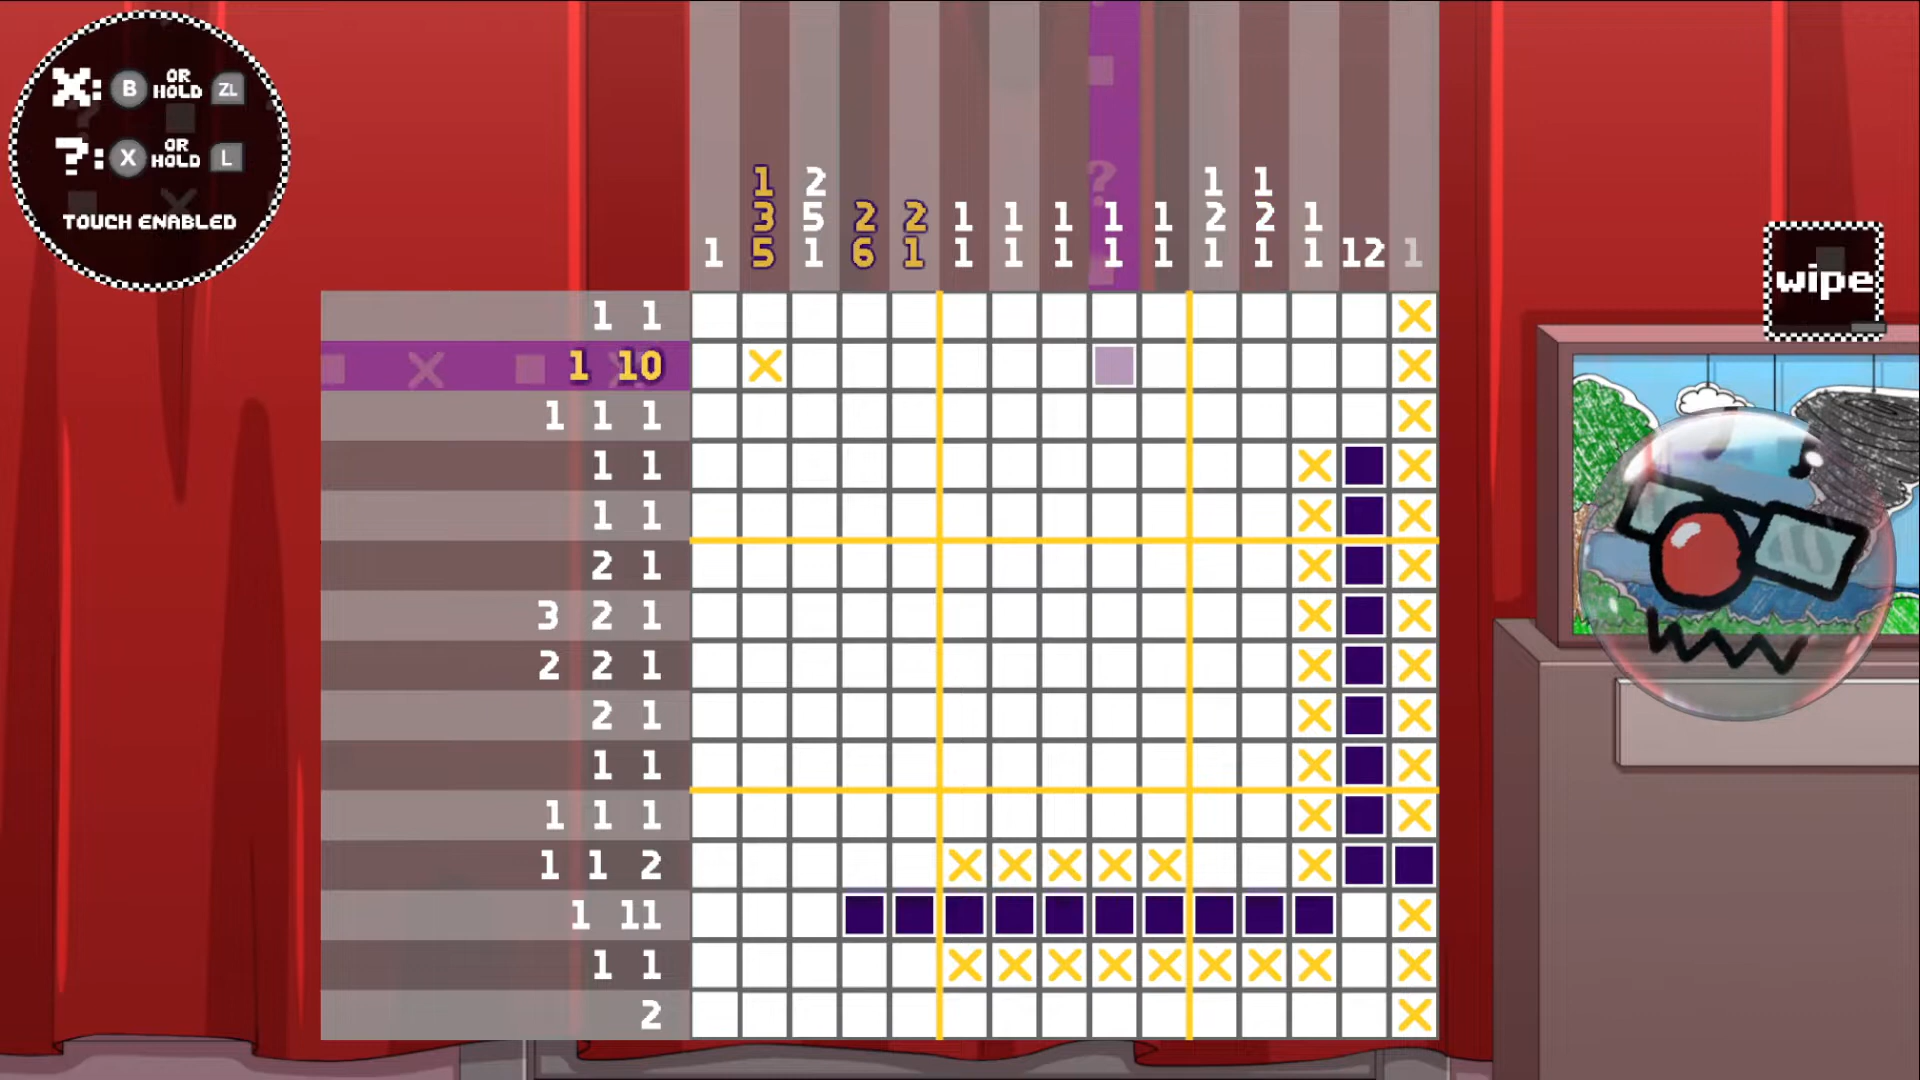 X: B OR HOLD ZL
?: X OR HOLD L
TOUCH ENABLED
1 2 1 1
3 5 2 2 1 1 1 1 1 2 2 1
1 5 1 6 1 1 1 1 1 1 1 1 1 12 1
wipe
1 1
1 10
1 1 1
1 1
1 1
2 1
3 2 1
2 2 1
2 1
1 1
1 1 1
1 1 2
1 11
1 1
2